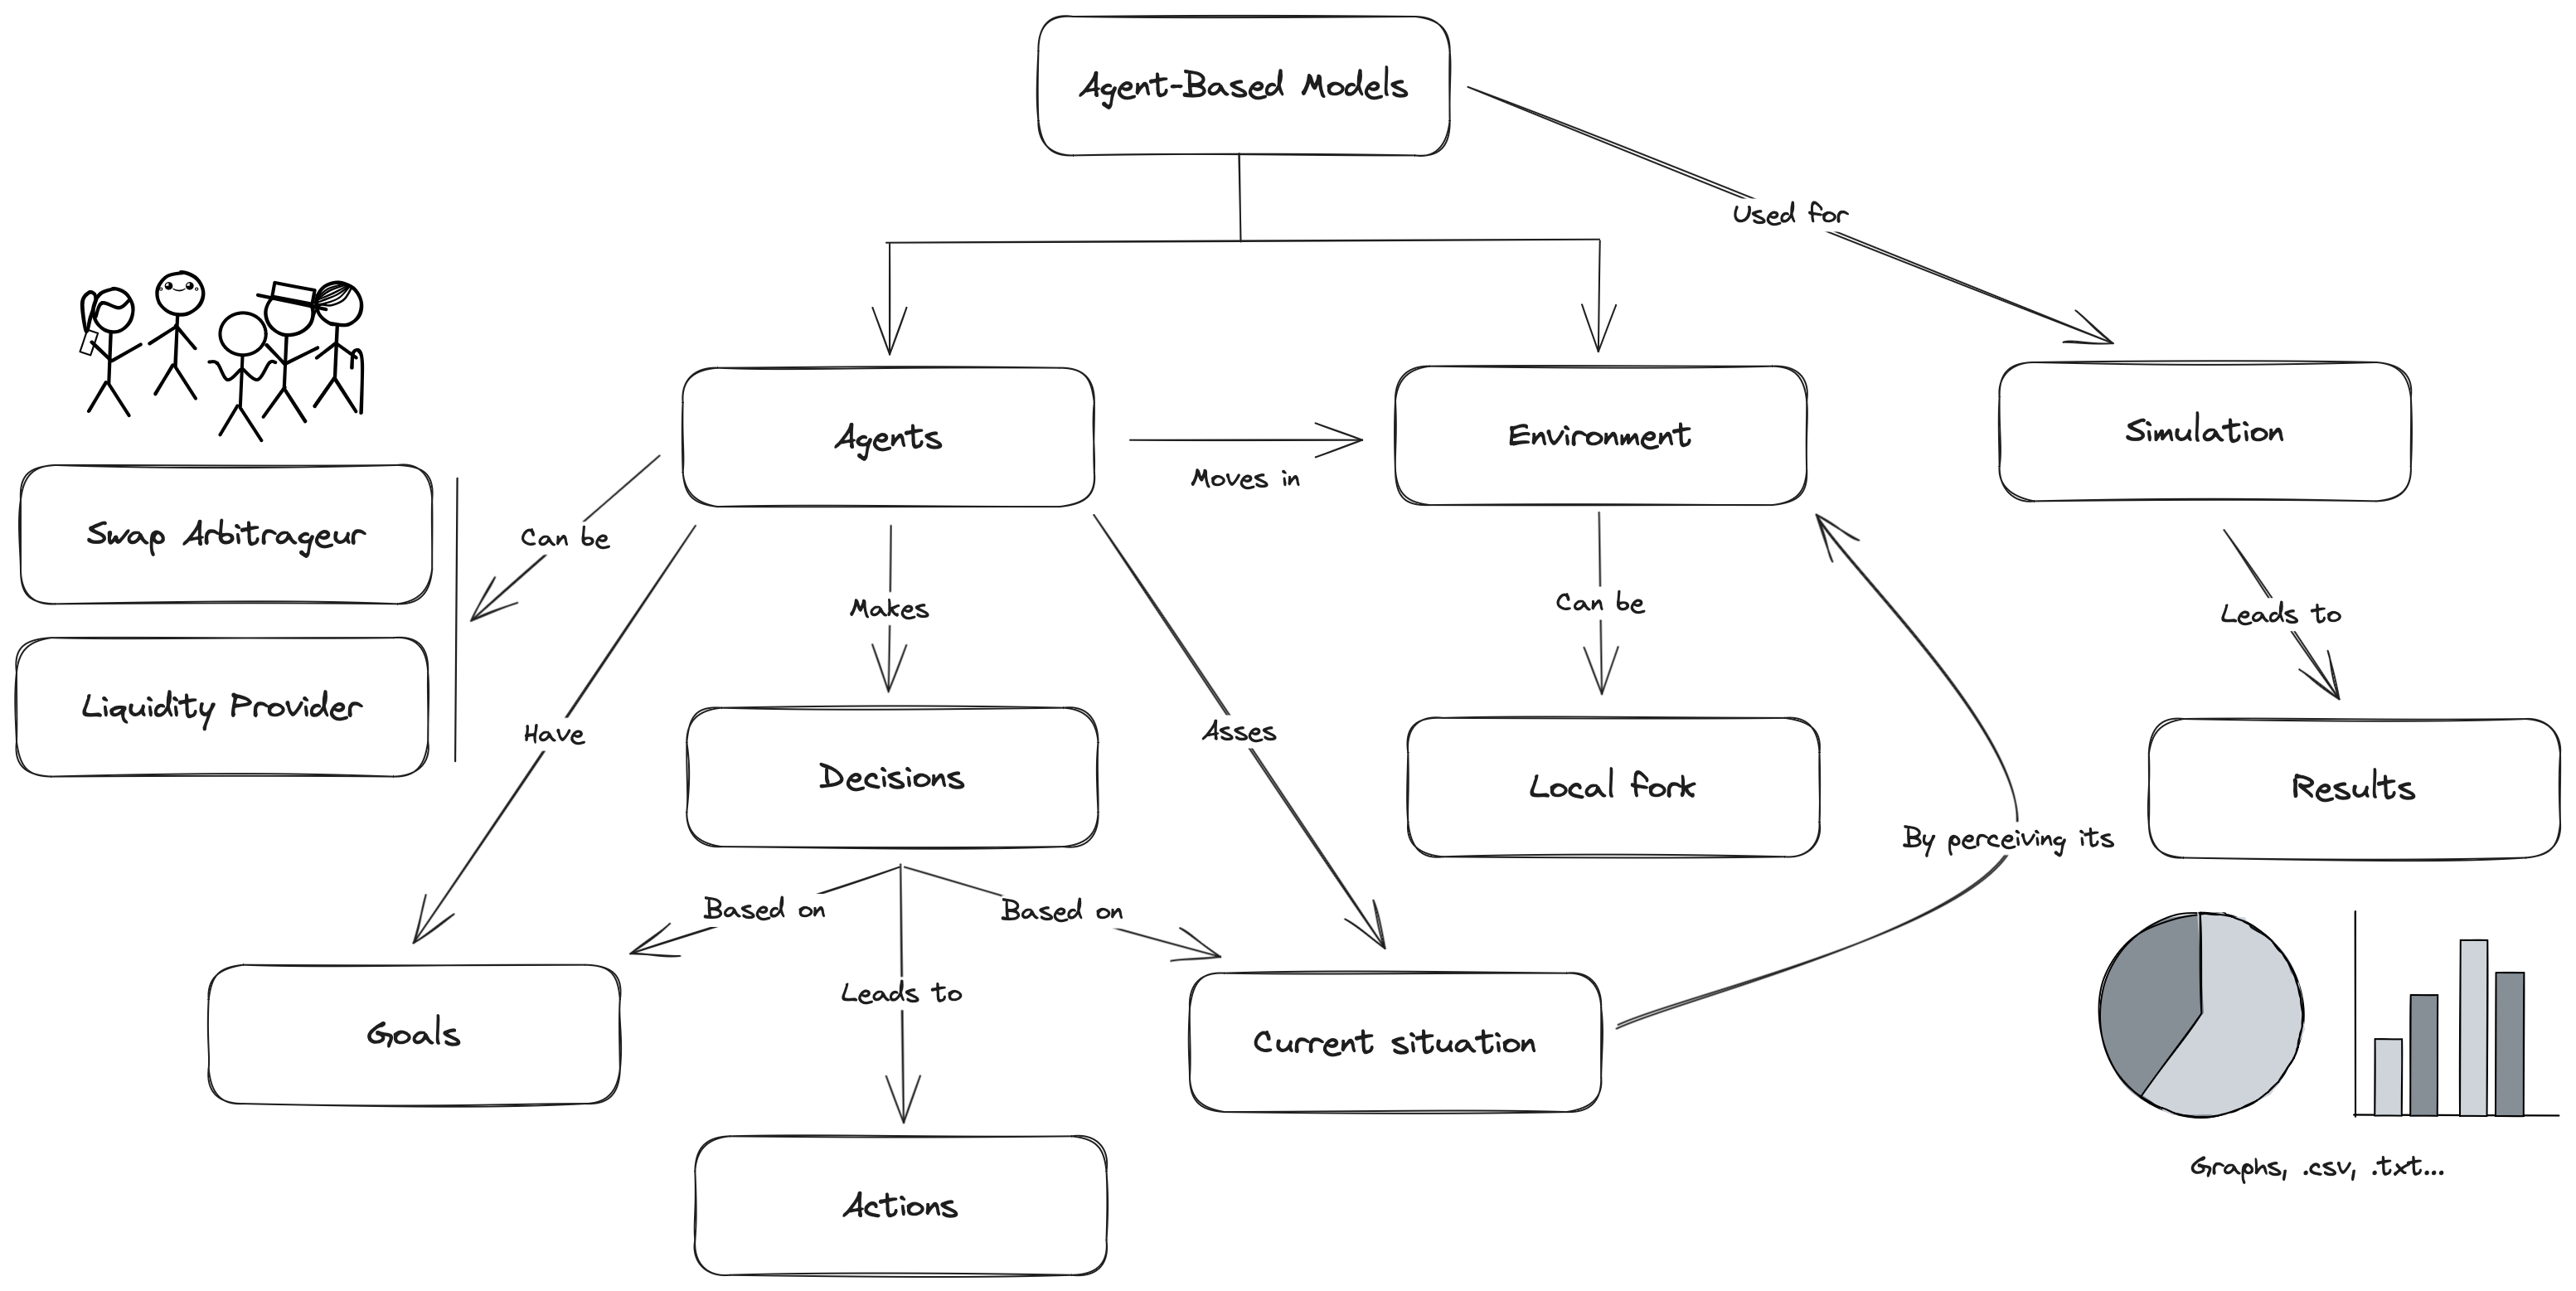 Agent-Based Models
Used for
Agents
Environment
Simulation
Moves in
Swap Arbitrageur
Can be
Liquidity Provider
Have
Makes
Asses
Can be
Leads to
Decisions
Local fork
Results
By perceiving its
Based on
Based on
Leads to
Goals
Current situation
Actions
Graphs, .csv, .txt...